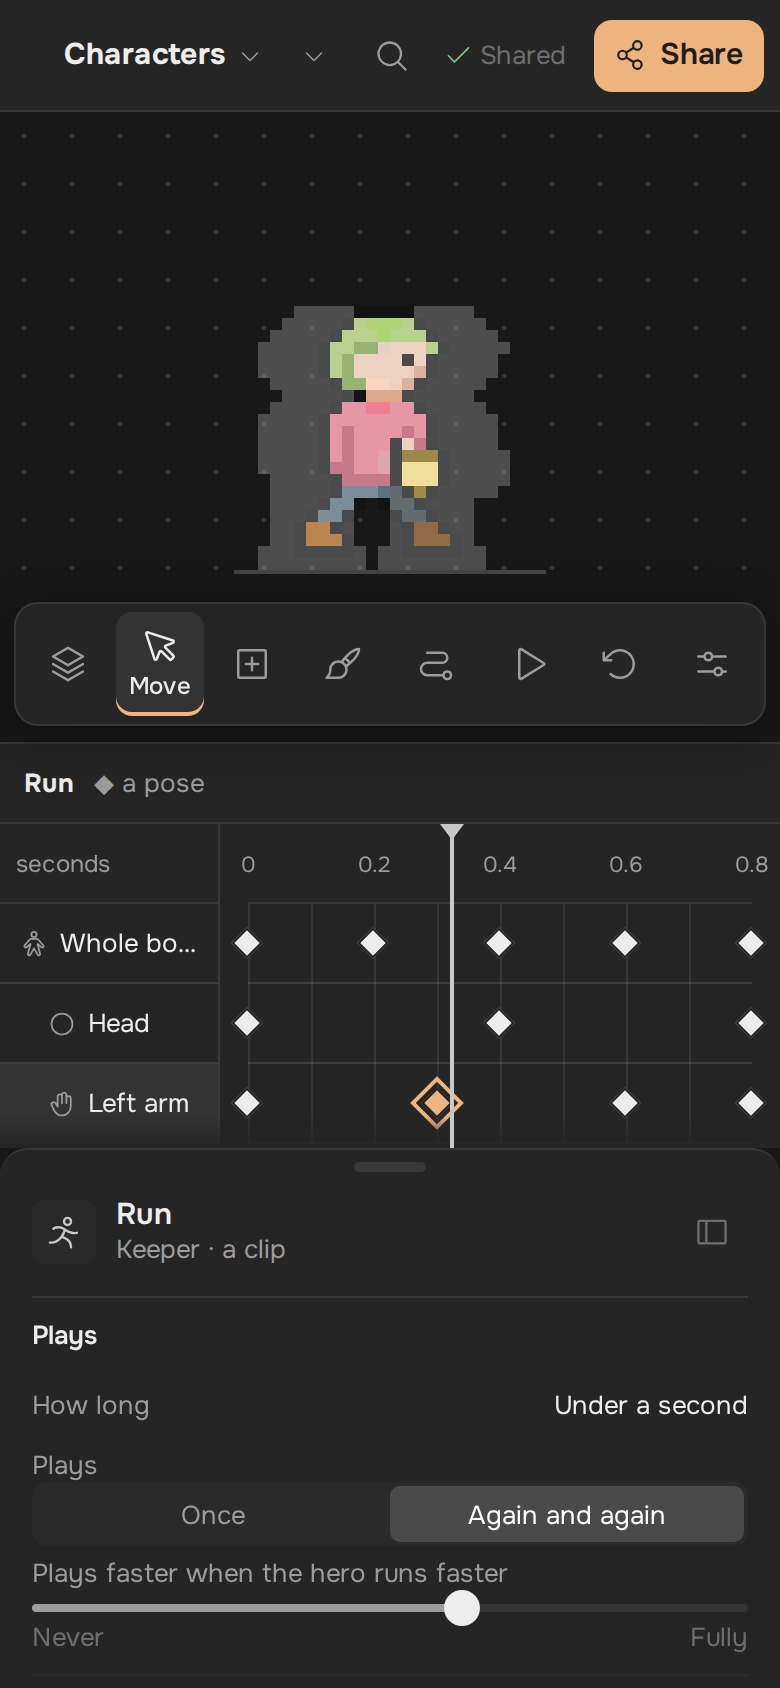 Characters
Shared
Share
Move
Run ◆ a pose
seconds 0 0.2 0.4 0.6 0.8
Whole bo...
Head
Left arm
Run
Keeper · a clip
Plays
How long Under a second
Plays
Once Again and again
Plays faster when the hero runs faster
Never Fully